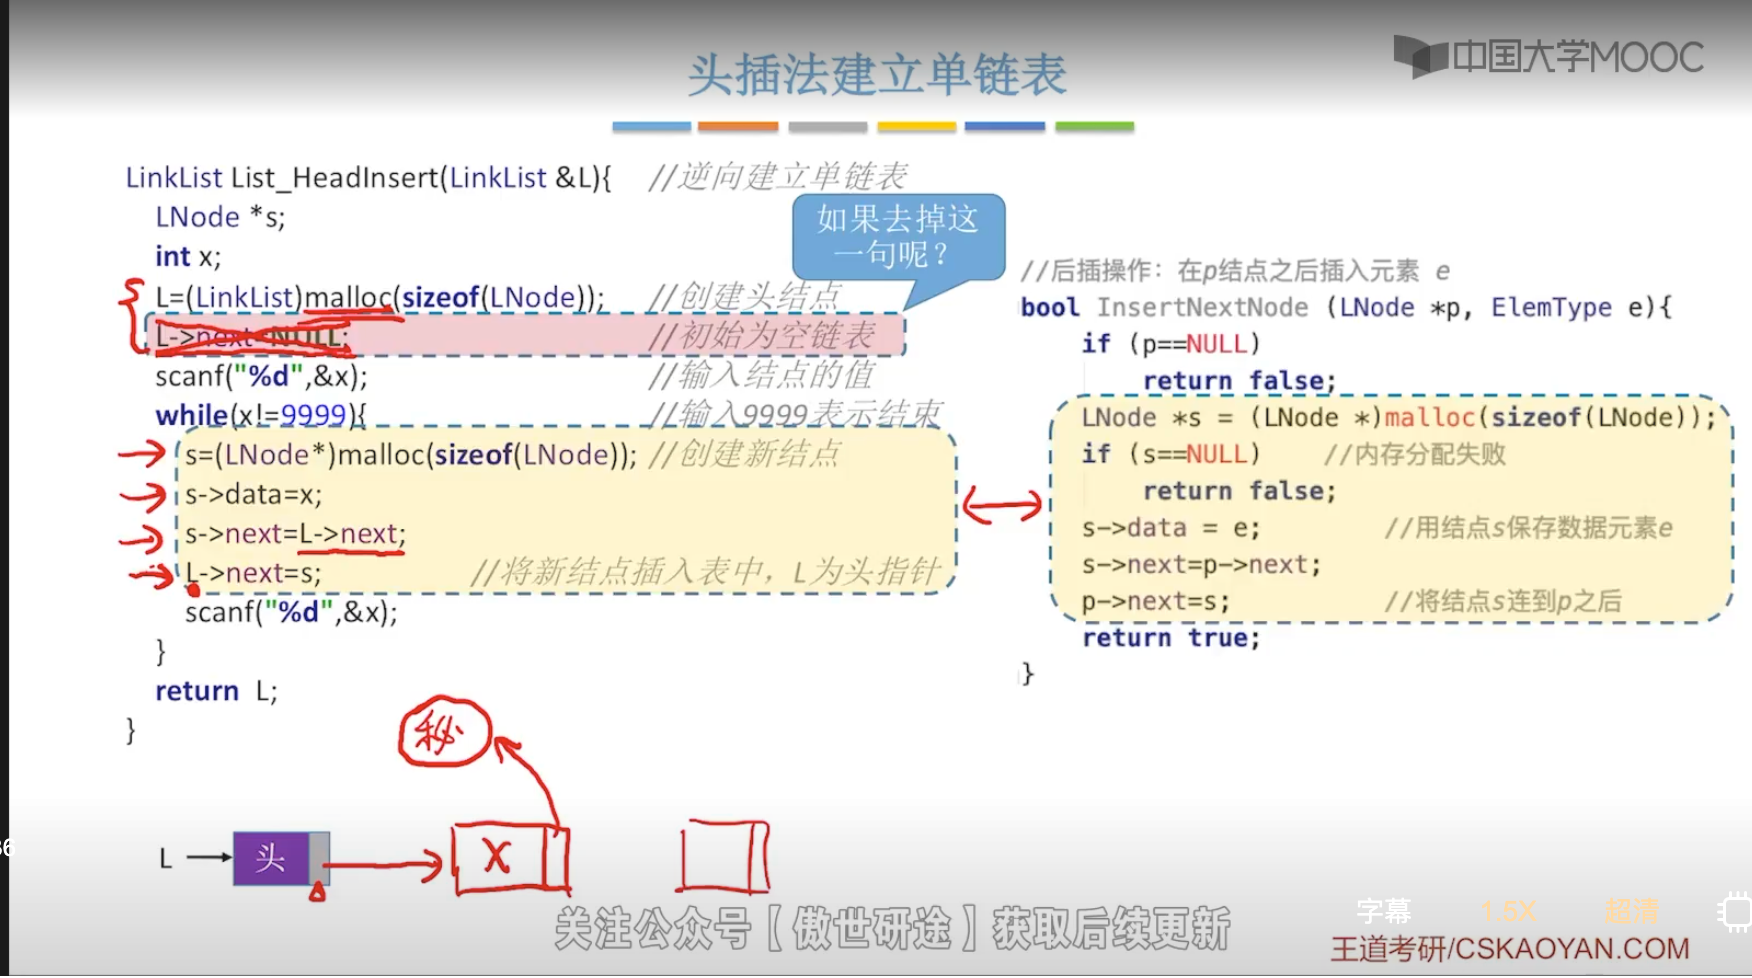 中国大学MOOC
头插法建立单链表
LinkList List_HeadInsert(LinkList &L){ //逆向建立单链表
LNode *s;
int x;
L=(LinkList)malloc(sizeof(LNode)); //创建头结点
L->next=NULL; //初始为空链表
scanf("%d",&x); //输入结点的值
while(x!=9999){ //输入9999表示结束
s=(LNode*)malloc(sizeof(LNode)); //创建新结点
s->data=x;
s->next=L->next;
L->next=s; //将新结点插入表中，L为头指针
scanf("%d",&x);
}
return L;
}
如果去掉这
一句呢？
//后插操作：在p结点之后插入元素 e
bool InsertNextNode (LNode *p, ElemType e){
if (p==NULL)
return false;
LNode *s = (LNode *)malloc(sizeof(LNode));
if (s==NULL) //内存分配失败
return false;
s->data = e; //用结点s保存数据元素e
s->next=p->next;
p->next=s; //将结点s连到p之后
return true;
}
秘
L 头 X
关注公众号【傲世研途】获取后续更新
字幕 1.5X 超清
王道考研/CSKAOYAN.COM